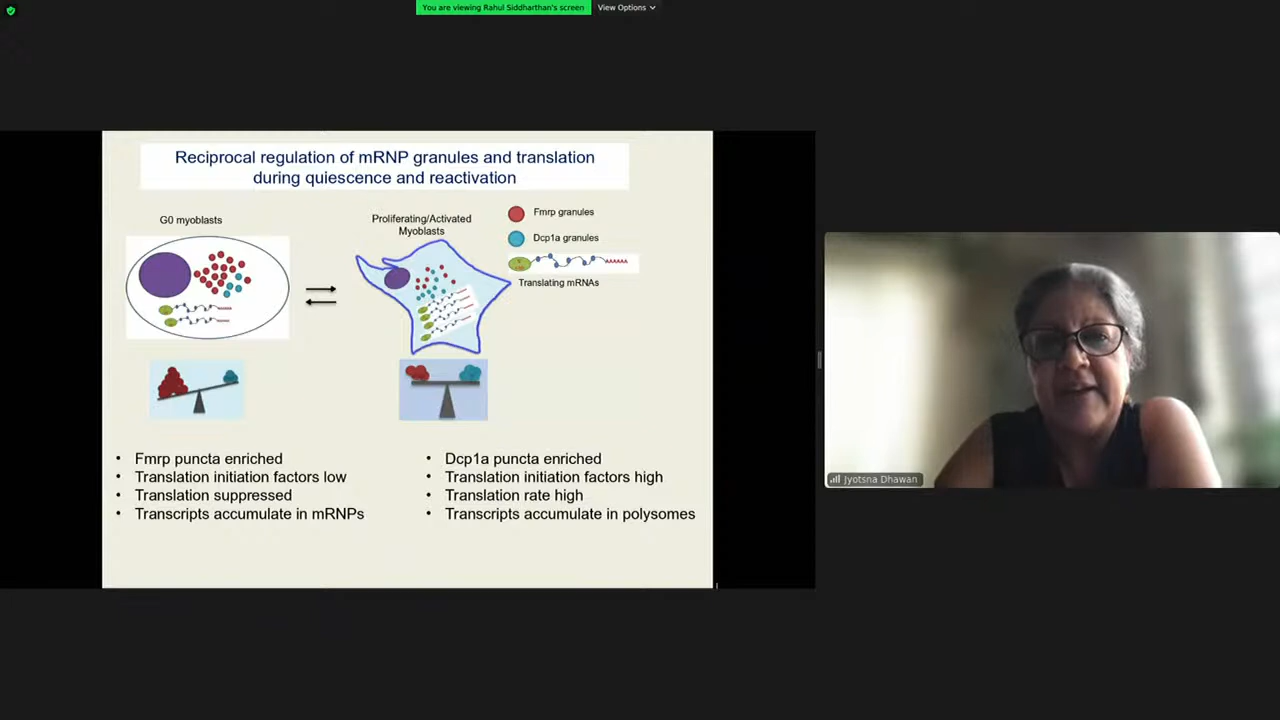 You are viewing Rahul Siddharthan's screen
View Options
Reciprocal regulation of mRNP granules and translation
during quiescence and reactivation
G0 myoblasts
Proliferating/Activated
Myoblasts
Fmrp granules
Dcp1a granules
Translating mRNAs
• Fmrp puncta enriched
• Translation initiation factors low
• Translation suppressed
• Transcripts accumulate in mRNPs
• Dcp1a puncta enriched
• Translation initiation factors high
• Translation rate high
• Transcripts accumulate in polysomes
Jyotsna Dhawan